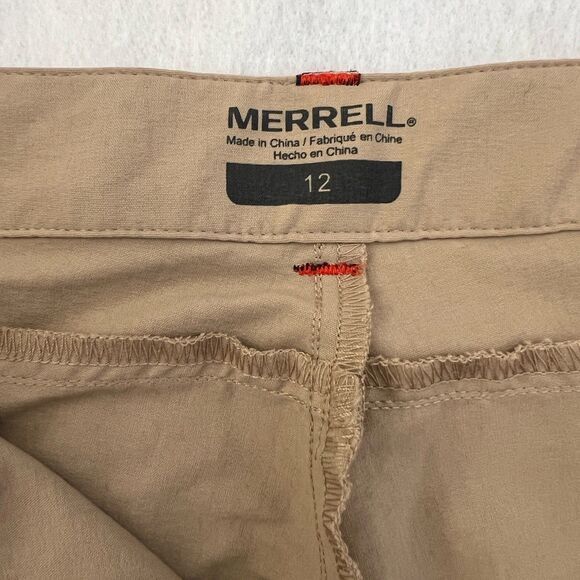 MERRELL®
Made in China / Fabriqué en Chine
Hecho en China
12